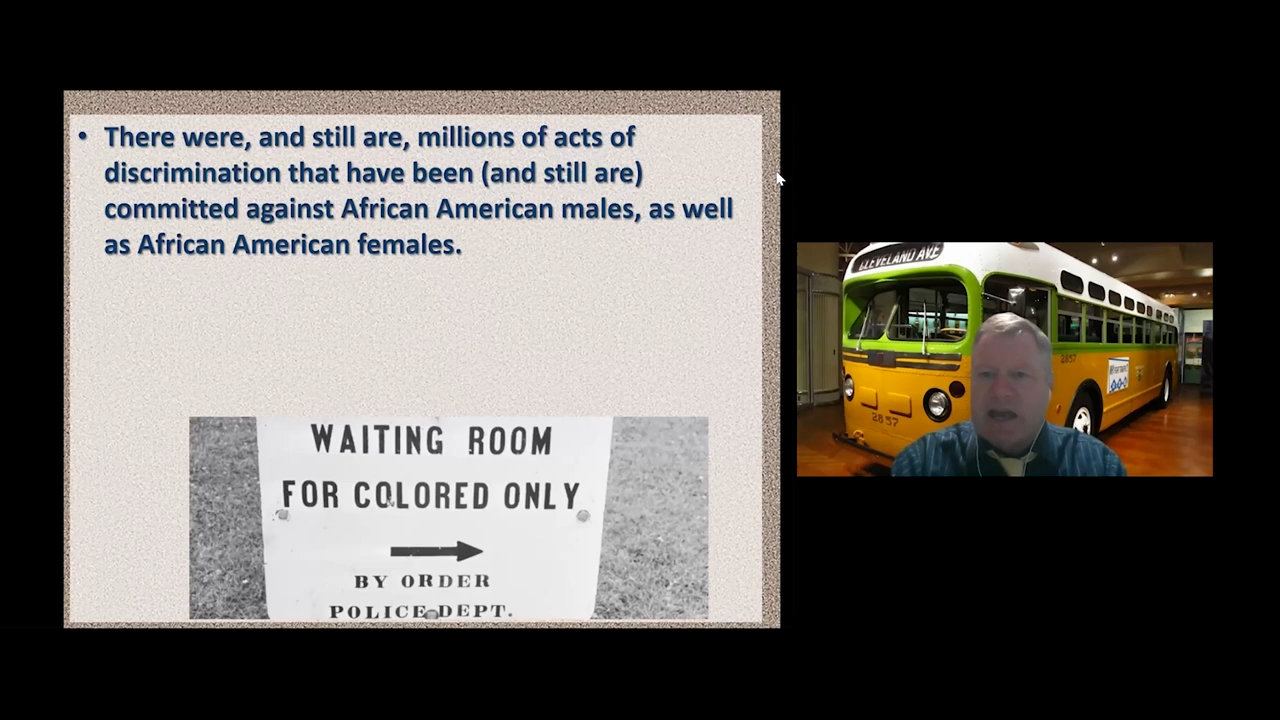 • There were, and still are, millions of acts of
discrimination that have been (and still are)
committed against African American males, as well
as African American females.
WAITING ROOM
FOR COLORED ONLY
BY ORDER
POLICE DEPT.
CLEVELAND AVE
2857
2857